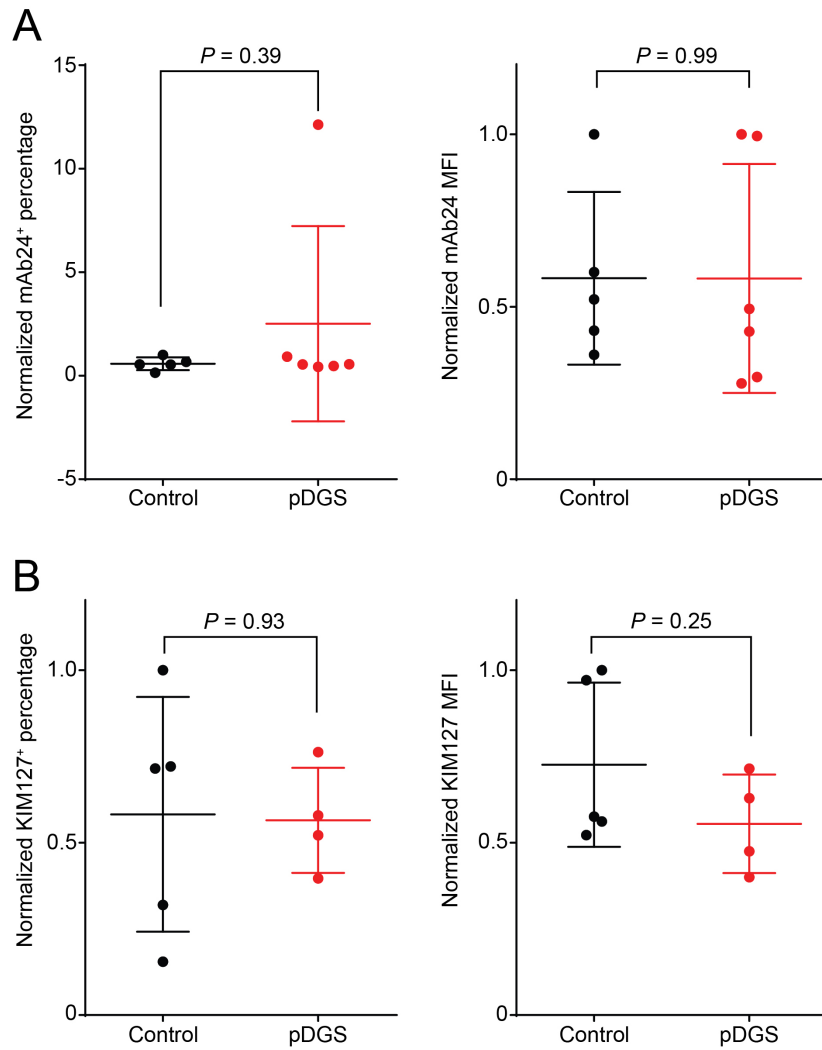 A
P = 0.39
15
10
5
0
-5
Normalized mAb24⁺ percentage
Control
pDGS
P = 0.99
1.0
0.5
0
Normalized mAb24 MFI
Control
pDGS
B
P = 0.93
1.0
0.5
0
Normalized KIM127⁺ percentage
Control
pDGS
P = 0.25
1.0
0.5
0
Normalized KIM127 MFI
Control
pDGS